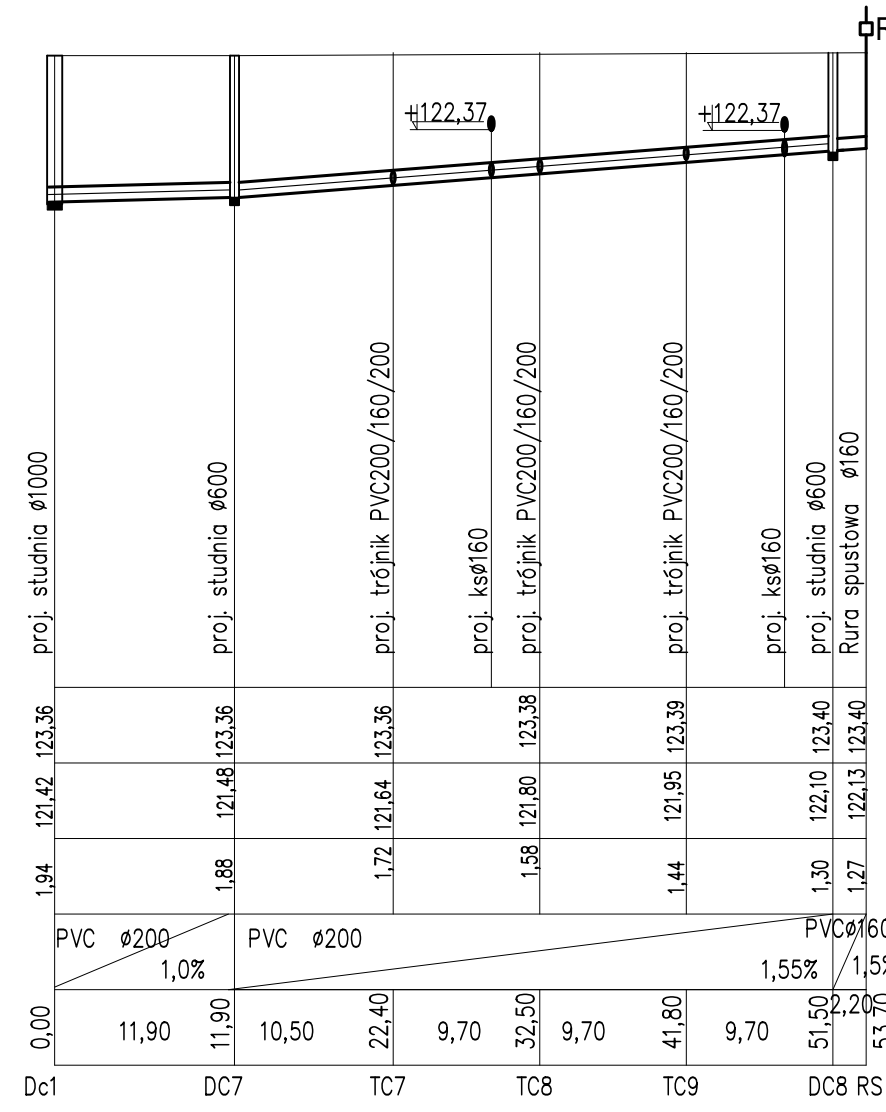 +122,37
+122,37
proj. studnia ø1000
proj. studnia ø600
proj. trójnik PVC200/160/200
proj. ksø160
proj. trójnik PVC200/160/200
proj. trójnik PVC200/160/200
proj. ksø160
proj. studnia ø600
Rura spustowa ø160
123,36 123,36 123,36 123,38 123,39 123,40 123,40
121,42 121,48 121,64 121,80 121,95 122,10 122,13
1,94 1,88 1,72 1,58 1,44 1,30 1,27
PVC ø200 PVC ø200 PVCø160
1,0% 1,55% 1,5%
0,00 11,90 11,90 10,50 22,40 9,70 32,50 9,70 41,80 9,70 51,50 2,20 53,70
Dc1 DC7 TC7 TC8 TC9 DC8 RS